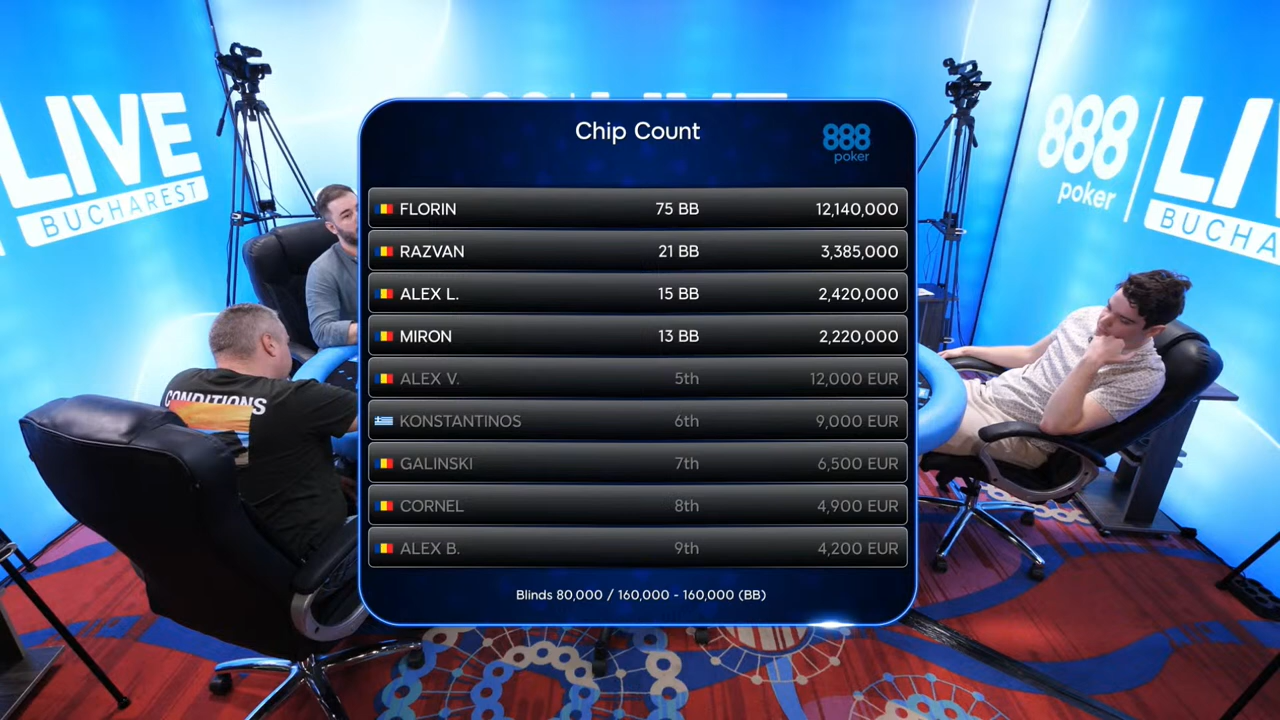 LIVE
BUCHAREST
888 poker
LIV
BUCHA
Chip Count
888
poker
FLORIN 75 BB 12,140,000
RAZVAN 21 BB 3,385,000
ALEX L. 15 BB 2,420,000
MIRON 13 BB 2,220,000
ALEX V. 5th 12,000 EUR
KONSTANTINOS 6th 9,000 EUR
GALINSKI 7th 6,500 EUR
CORNEL 8th 4,900 EUR
ALEX B. 9th 4,200 EUR
Blinds 80,000 / 160,000 - 160,000 (BB)
CONDITIONS